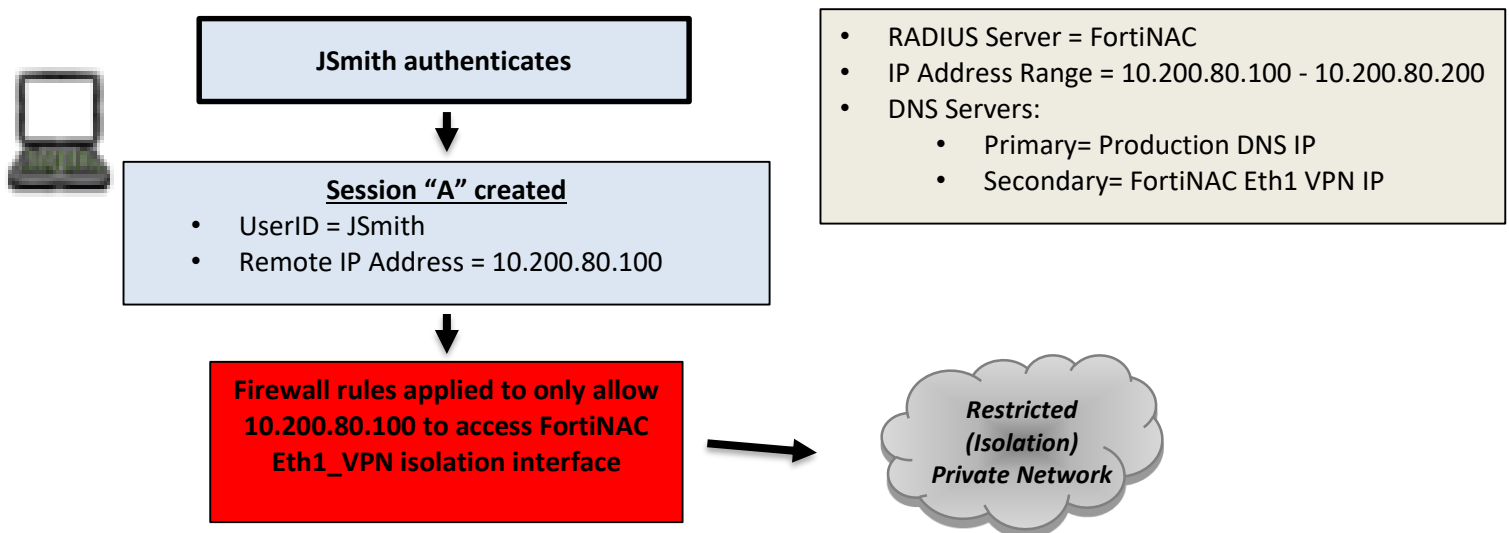 JSmith authenticates
Session “A” created
• UserID = JSmith
• Remote IP Address = 10.200.80.100
Firewall rules applied to only allow
10.200.80.100 to access FortiNAC
Eth1_VPN isolation interface
• RADIUS Server = FortiNAC
• IP Address Range = 10.200.80.100 - 10.200.80.200
• DNS Servers:
• Primary= Production DNS IP
• Secondary= FortiNAC Eth1 VPN IP
Restricted
(Isolation)
Private Network